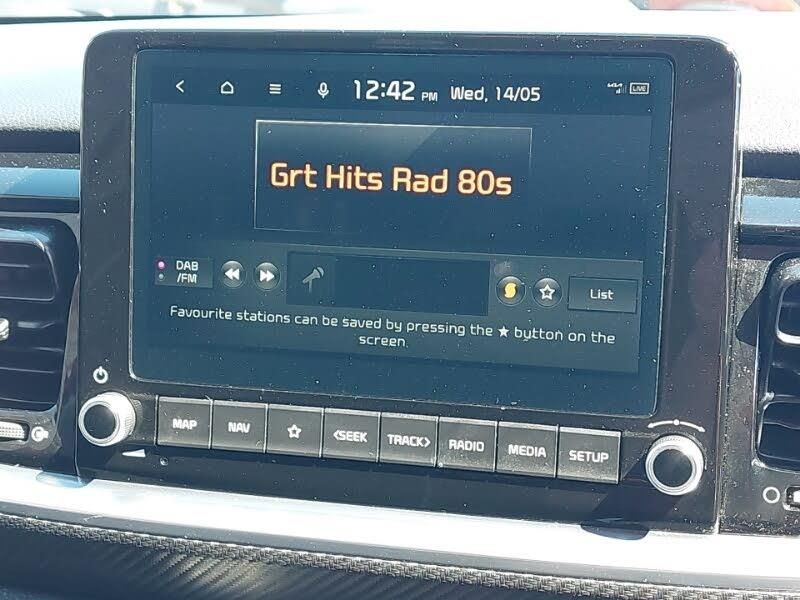 12:42 PM Wed, 14/05 KIA LIVE
Grt Hits Rad 80s
DAB
/FM
List
Favourite stations can be saved by pressing the ★ button on the
screen.
MAP NAV ☆ <SEEK TRACK> RADIO MEDIA SETUP